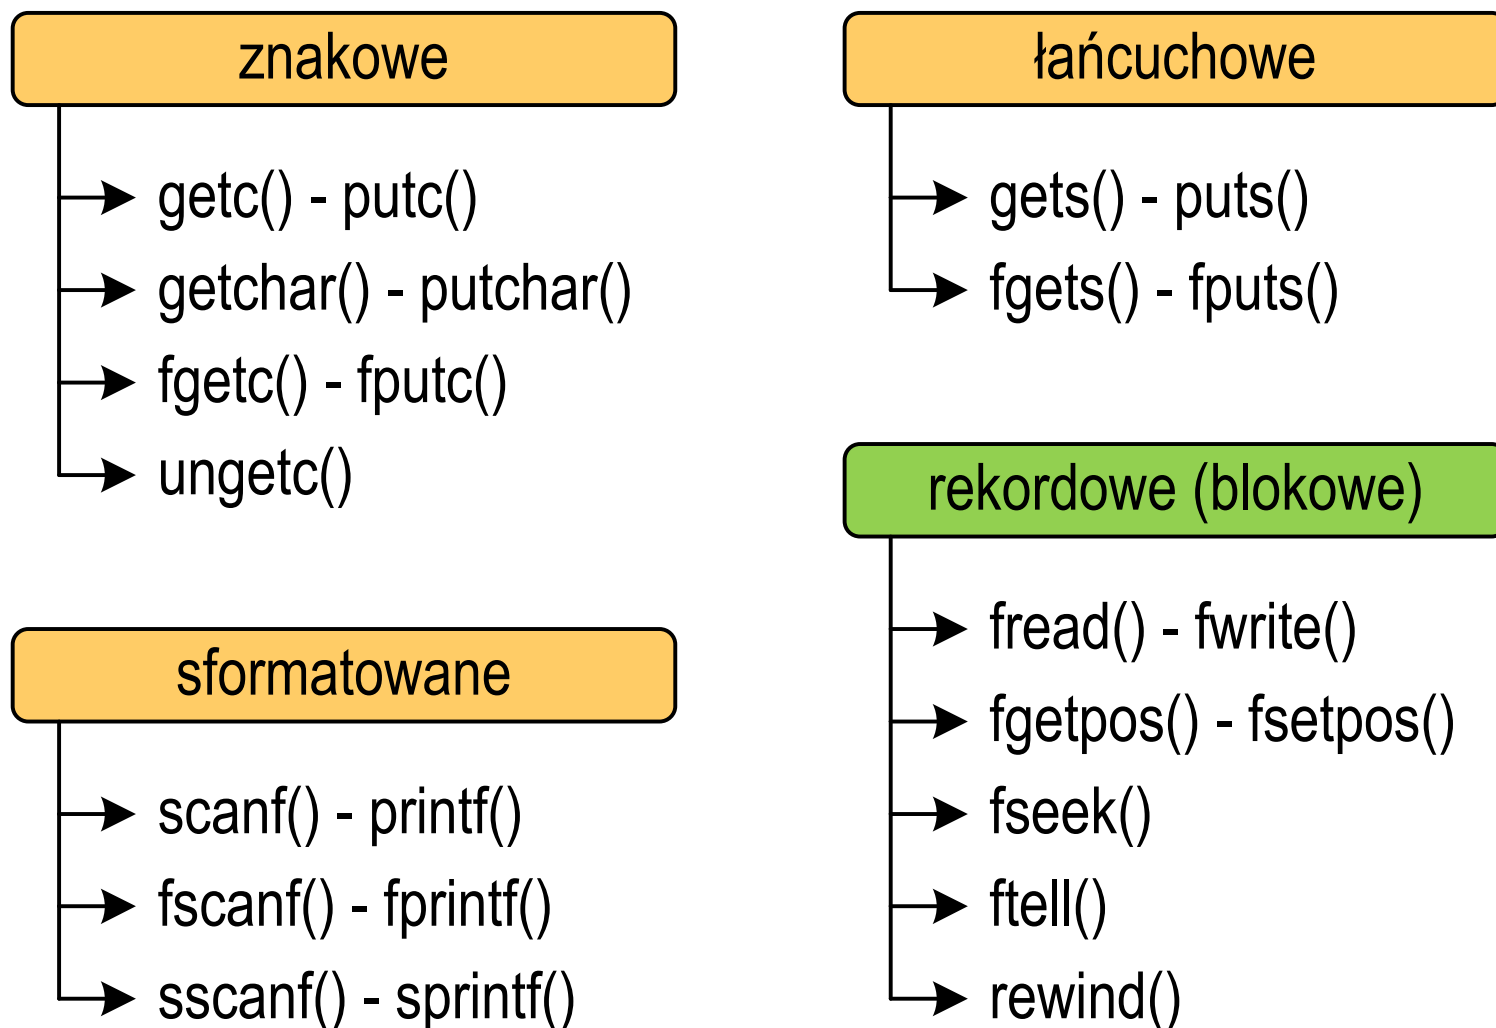 znakowe
getc() - putc()
getchar() - putchar()
fgetc() - fputc()
ungetc()
sformatowane
scanf() - printf()
fscanf() - fprintf()
sscanf() - sprintf()
łańcuchowe
gets() - puts()
fgets() - fputs()
rekordowe (blokowe)
fread() - fwrite()
fgetpos() - fsetpos()
fseek()
ftell()
rewind()